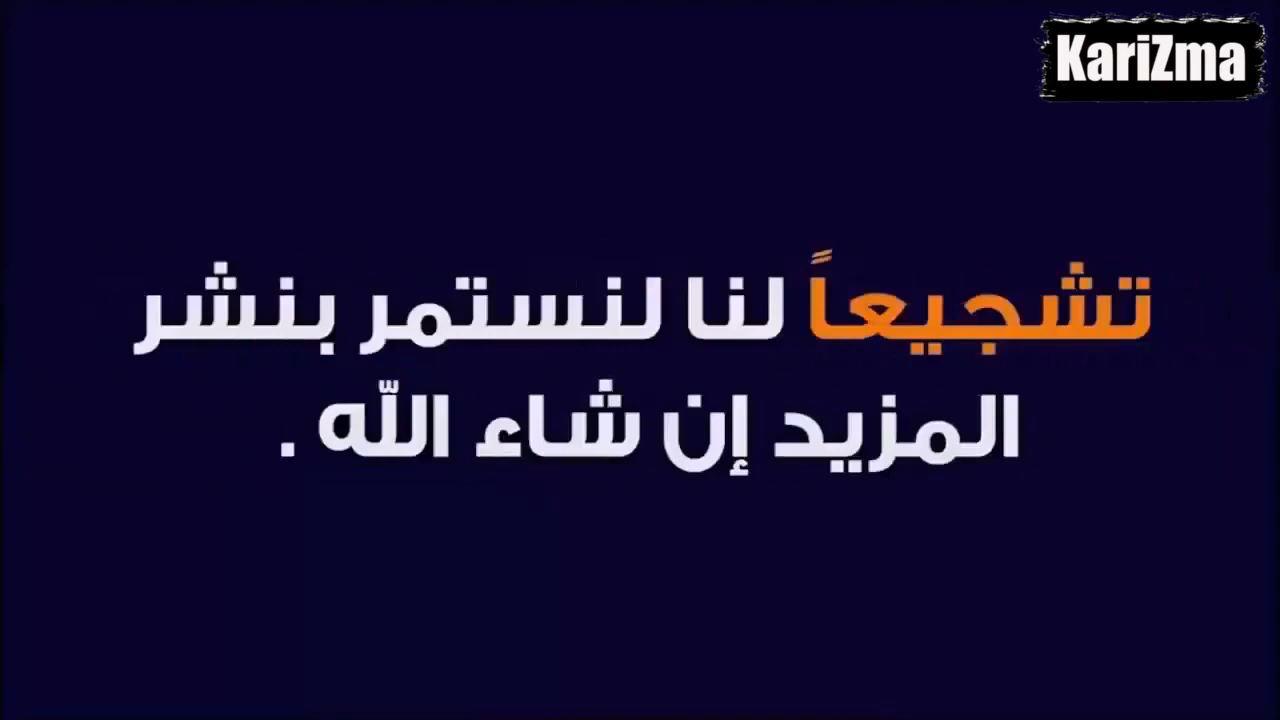 KariZma
تشجيعاً لنا لنستمر بنشر
المزيد إن شاء اللّه .